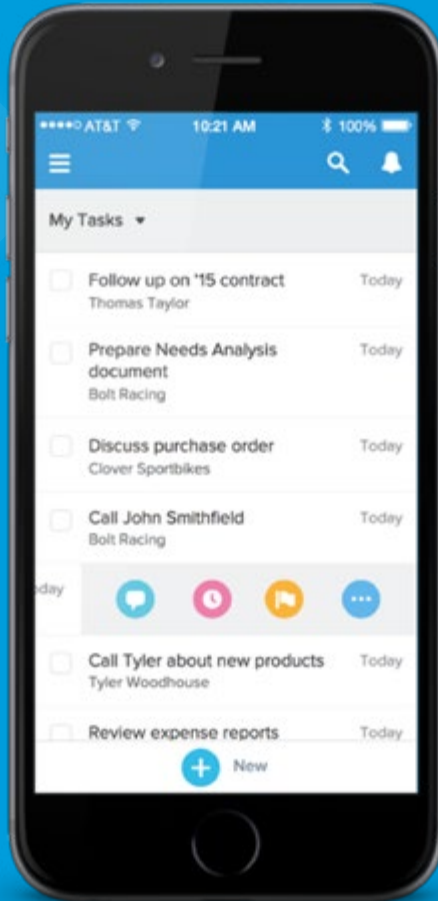 AT&T 10:21 AM 100%
My Tasks
Follow up on '15 contract Today
Thomas Taylor
Prepare Needs Analysis Today
document
Bolt Racing
Discuss purchase order Today
Clover Sportbikes
Call John Smithfield Today
Bolt Racing
oday
Call Tyler about new products Today
Tyler Woodhouse
Review expense reports Today
New